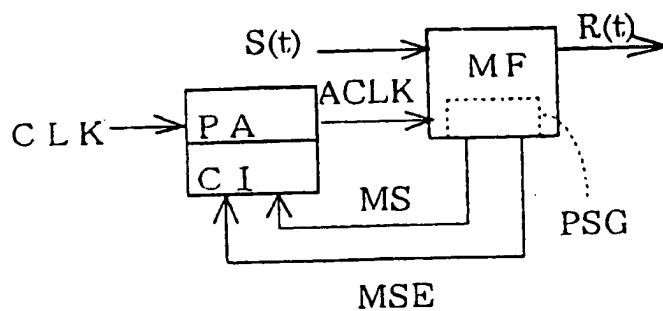 S(t)
R(t)
MF
ACLK
CLK
PA
CI
MS
PSG
MSE